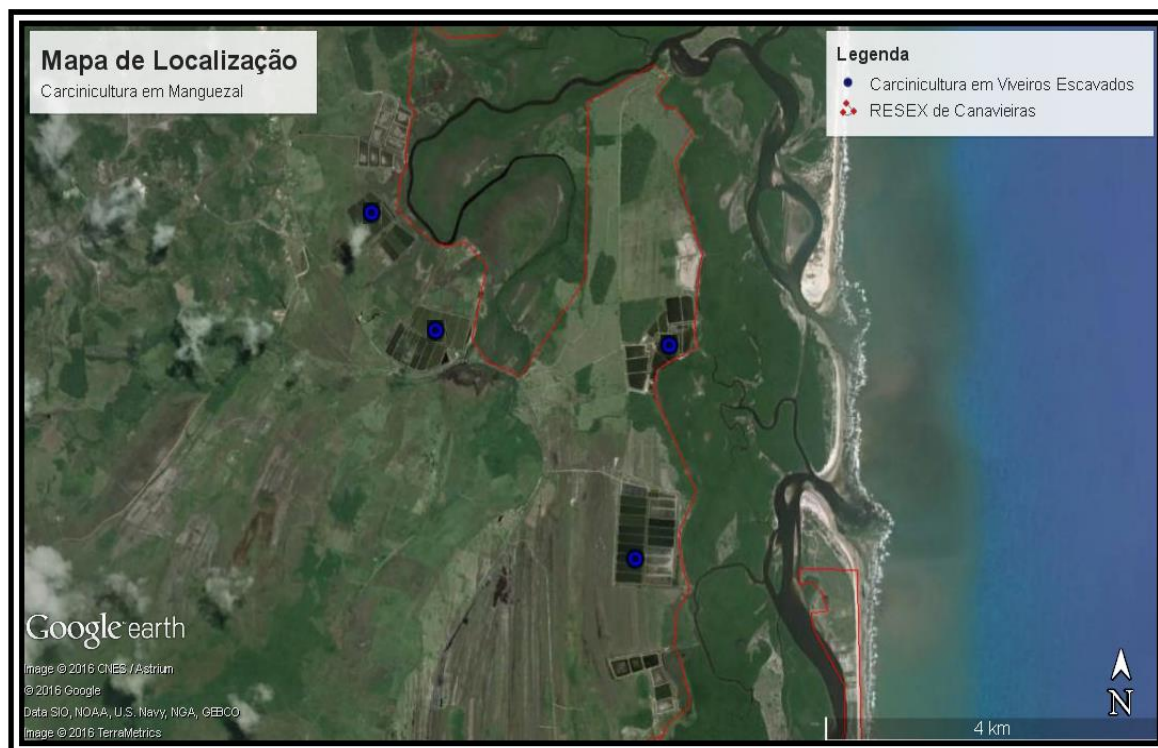 Mapa de Localização
Carcinicultura em Manguezal
Legenda
Carcinicultura em Viveiros Escavados
RESEX de Canavieiras
Google earth
Image © 2016 CNES / Astrium
© 2016 Google
Data SIO, NOAA, U.S. Navy, NGA, GEBCO
Image © 2016 TerraMetrics
N
4 km